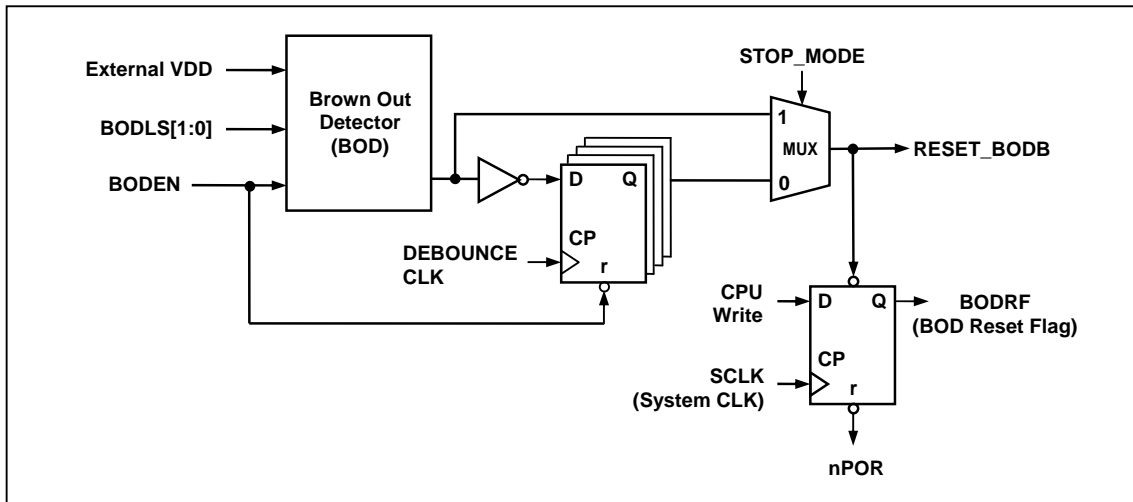 External VDD
BODLS[1:0]
BODEN
Brown Out
Detector
(BOD)
STOP_MODE
1
MUX
0
RESET_BODB
D
Q
CP
r
DEBOUNCE
CLK
CPU
Write
D
Q
CP
r
SCLK
(System CLK)
BODRF
(BOD Reset Flag)
nPOR